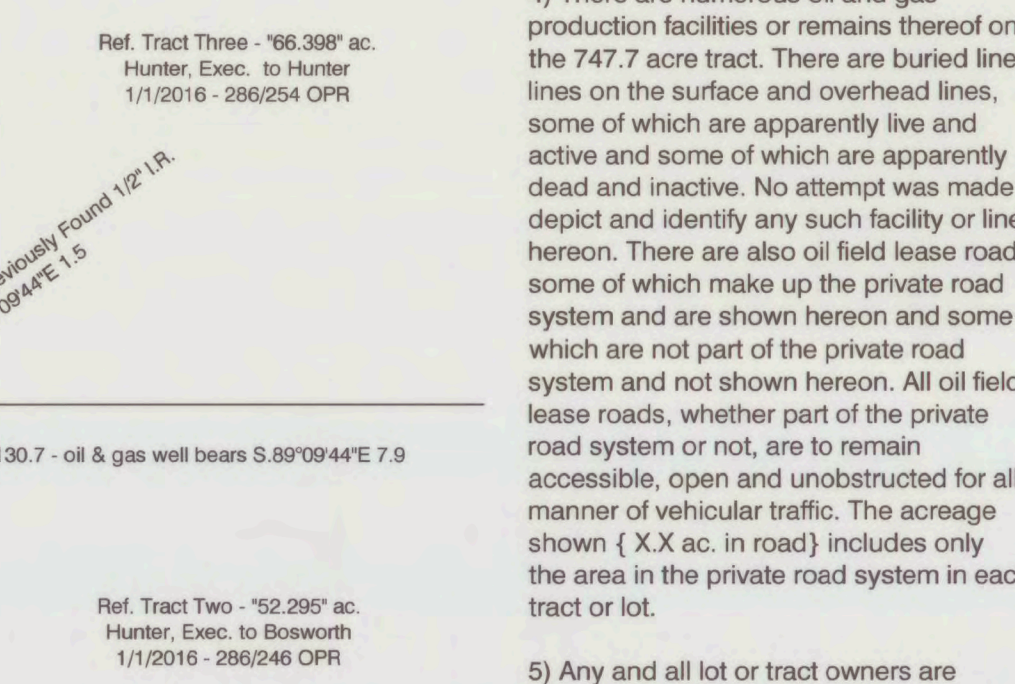 Ref. Tract Three - "66.398" ac.
Hunter, Exec. to Hunter
1/1/2016 - 286/254 OPR
Found 1/2" I.R.
09'44"E 1.5
130.7 - oil & gas well bears S.89°09'44"E 7.9
Ref. Tract Two - "52.295" ac.
Hunter, Exec. to Bosworth
1/1/2016 - 286/246 OPR
production facilities or remains thereof on
the 747.7 acre tract. There are buried line
lines on the surface and overhead lines,
some of which are apparently live and
active and some of which are apparently
dead and inactive. No attempt was made
depict and identify any such facility or line
hereon. There are also oil field lease road
some of which make up the private road
system and are shown hereon and some
which are not part of the private road
system and not shown hereon. All oil field
lease roads, whether part of the private
road system or not, are to remain
accessible, open and unobstructed for all
manner of vehicular traffic. The acreage
shown { X.X ac. in road} includes only
the area in the private road system in eac
tract or lot.
5) Any and all lot or tract owners are